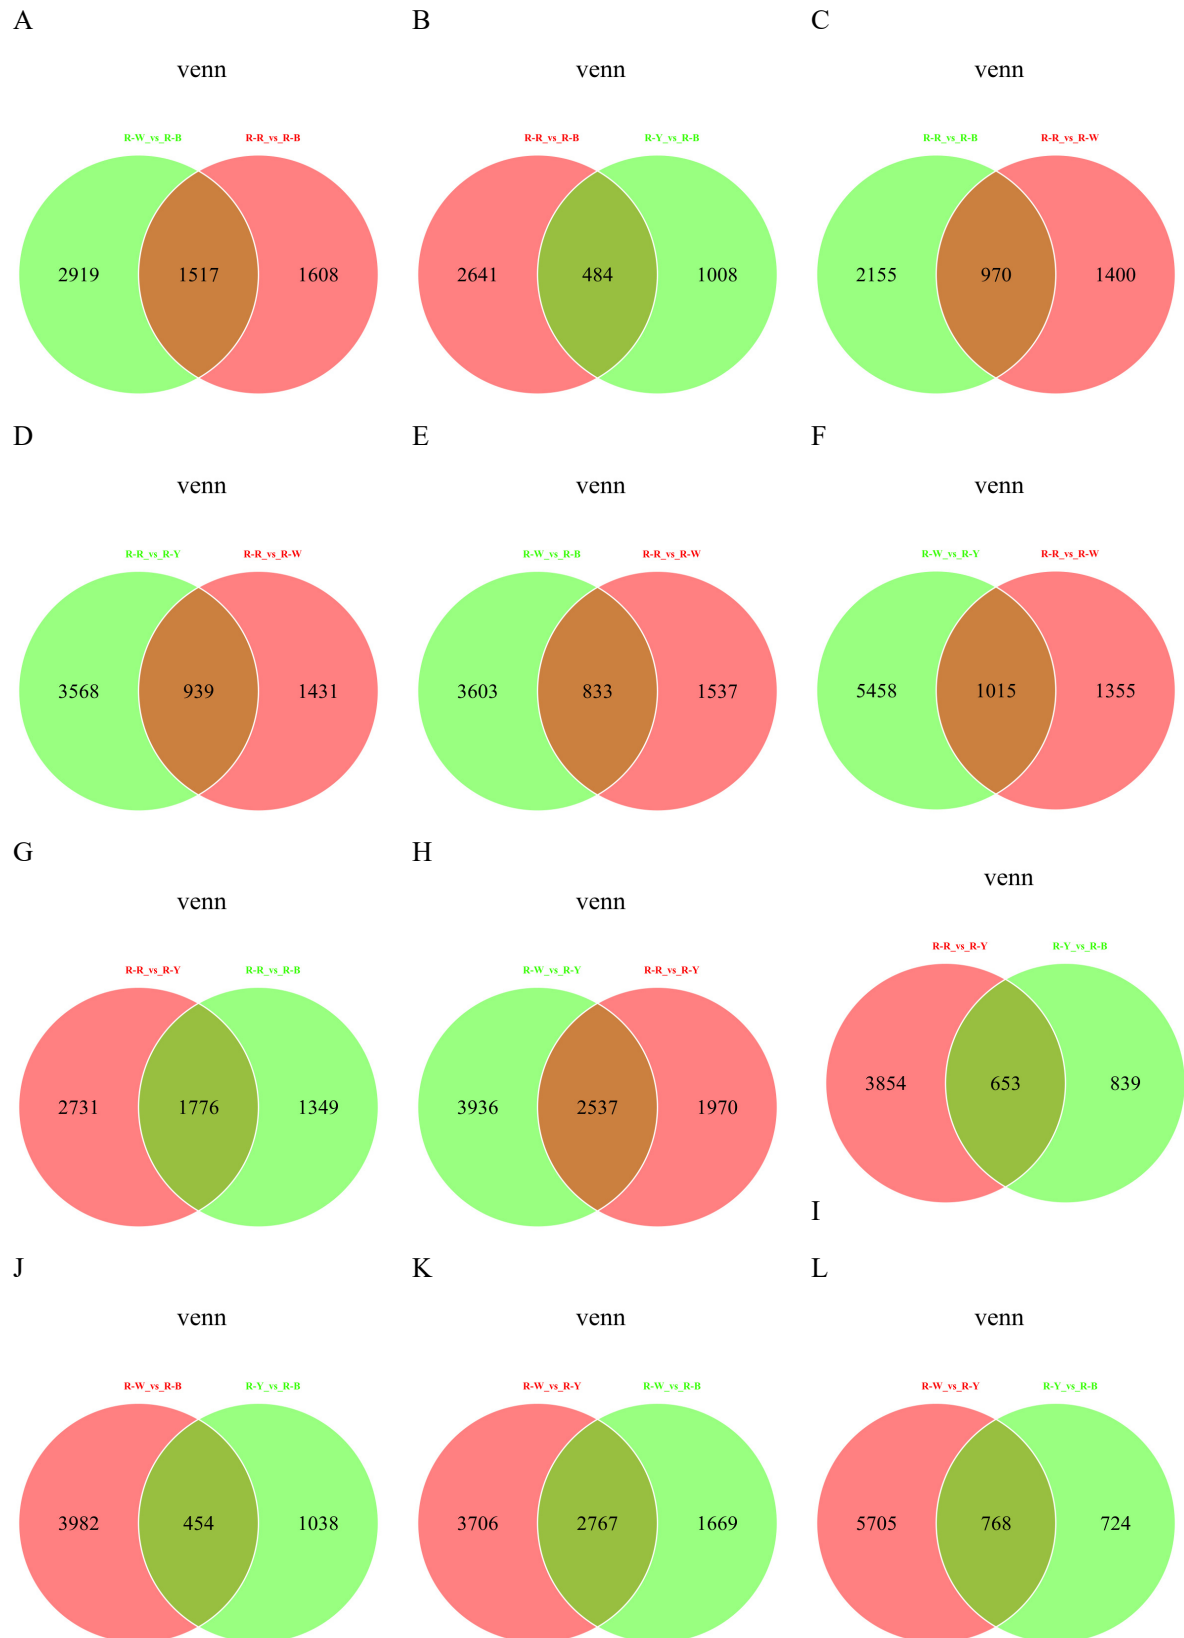 A
venn
R-W_vs_R-B R-R_vs_R-B
2919 1517 1608
B
venn
R-R_vs_R-B R-Y_vs_R-B
2641 484 1008
C
venn
R-R_vs_R-B R-R_vs_R-W
2155 970 1400
D
venn
R-R_vs_R-Y R-R_vs_R-W
3568 939 1431
E
venn
R-W_vs_R-B R-R_vs_R-W
3603 833 1537
F
venn
R-W_vs_R-Y R-R_vs_R-W
5458 1015 1355
G
venn
R-R_vs_R-Y R-R_vs_R-B
2731 1776 1349
H
venn
R-W_vs_R-Y R-R_vs_R-Y
3936 2537 1970
venn
R-R_vs_R-Y R-Y_vs_R-B
3854 653 839
I
J
venn
R-W_vs_R-B R-Y_vs_R-B
3982 454 1038
K
venn
R-W_vs_R-Y R-W_vs_R-B
3706 2767 1669
L
venn
R-W_vs_R-Y R-Y_vs_R-B
5705 768 724